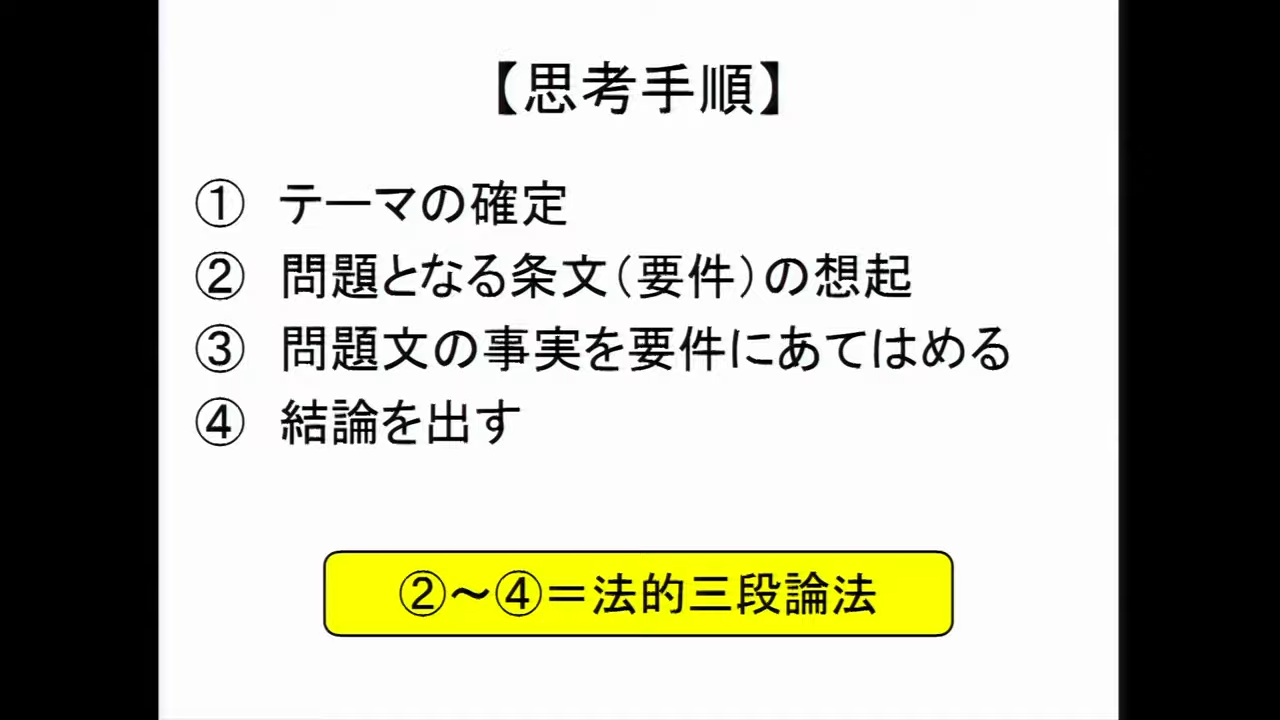 【思考手順】
① テーマの確定
② 問題となる条文(要件)の想起
③ 問題文の事実を要件にあてはめる
④ 結論を出す
②～④＝法的三段論法